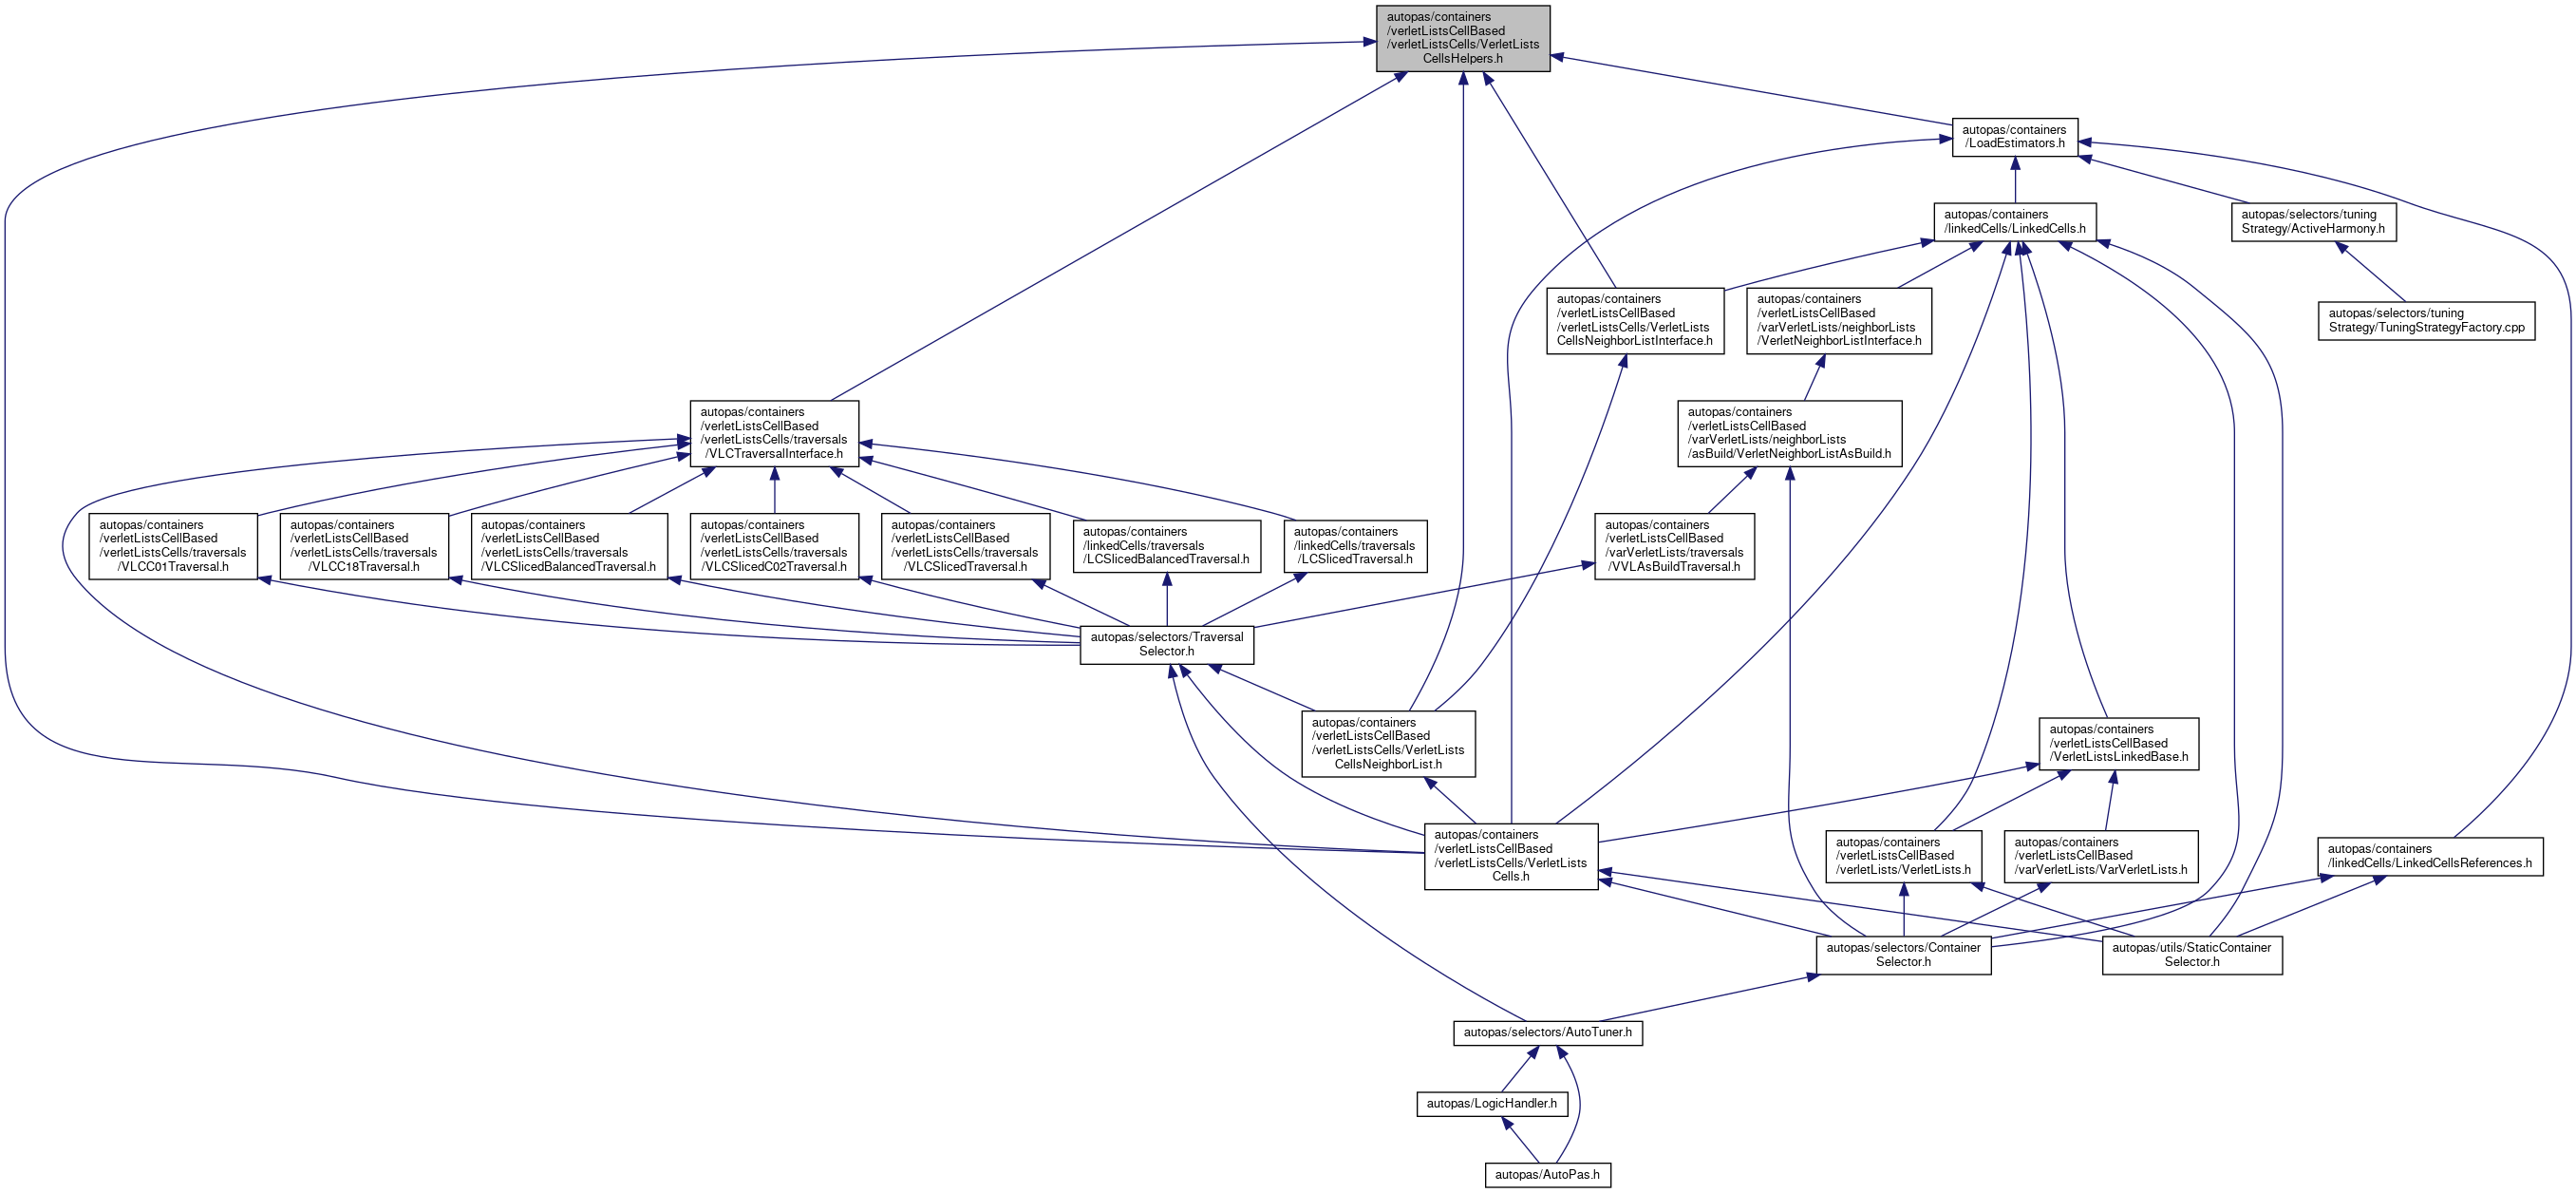 autopas/containers
/verletListsCellBased
/verletListsCells/VerletLists
CellsHelpers.h
autopas/containers
/LoadEstimators.h
autopas/containers
/linkedCells/LinkedCells.h
autopas/selectors/tuning
Strategy/ActiveHarmony.h
autopas/containers
/verletListsCellBased
/verletListsCells/VerletLists
CellsNeighborListInterface.h
autopas/containers
/verletListsCellBased
/varVerletLists/neighborLists
/VerletNeighborListInterface.h
autopas/selectors/tuning
Strategy/TuningStrategyFactory.cpp
autopas/containers
/verletListsCellBased
/verletListsCells/traversals
/VLCTraversalInterface.h
autopas/containers
/verletListsCellBased
/varVerletLists/neighborLists
/asBuild/VerletNeighborListAsBuild.h
autopas/containers
/verletListsCellBased
/verletListsCells/traversals
/VLCC01Traversal.h
autopas/containers
/verletListsCellBased
/verletListsCells/traversals
/VLCC18Traversal.h
autopas/containers
/verletListsCellBased
/verletListsCells/traversals
/VLCSlicedBalancedTraversal.h
autopas/containers
/verletListsCellBased
/verletListsCells/traversals
/VLCSlicedC02Traversal.h
autopas/containers
/verletListsCellBased
/verletListsCells/traversals
/VLCSlicedTraversal.h
autopas/containers
/linkedCells/traversals
/LCSlicedBalancedTraversal.h
autopas/containers
/linkedCells/traversals
/LCSlicedTraversal.h
autopas/containers
/verletListsCellBased
/varVerletLists/traversals
/VVLAsBuildTraversal.h
autopas/selectors/Traversal
Selector.h
autopas/containers
/verletListsCellBased
/verletListsCells/VerletLists
CellsNeighborList.h
autopas/containers
/verletListsCellBased
/VerletListsLinkedBase.h
autopas/containers
/verletListsCellBased
/verletListsCells/VerletLists
Cells.h
autopas/containers
/verletListsCellBased
/verletLists/VerletLists.h
autopas/containers
/verletListsCellBased
/varVerletLists/VarVerletLists.h
autopas/containers
/linkedCells/LinkedCellsReferences.h
autopas/selectors/Container
Selector.h
autopas/utils/StaticContainer
Selector.h
autopas/selectors/AutoTuner.h
autopas/LogicHandler.h
autopas/AutoPas.h